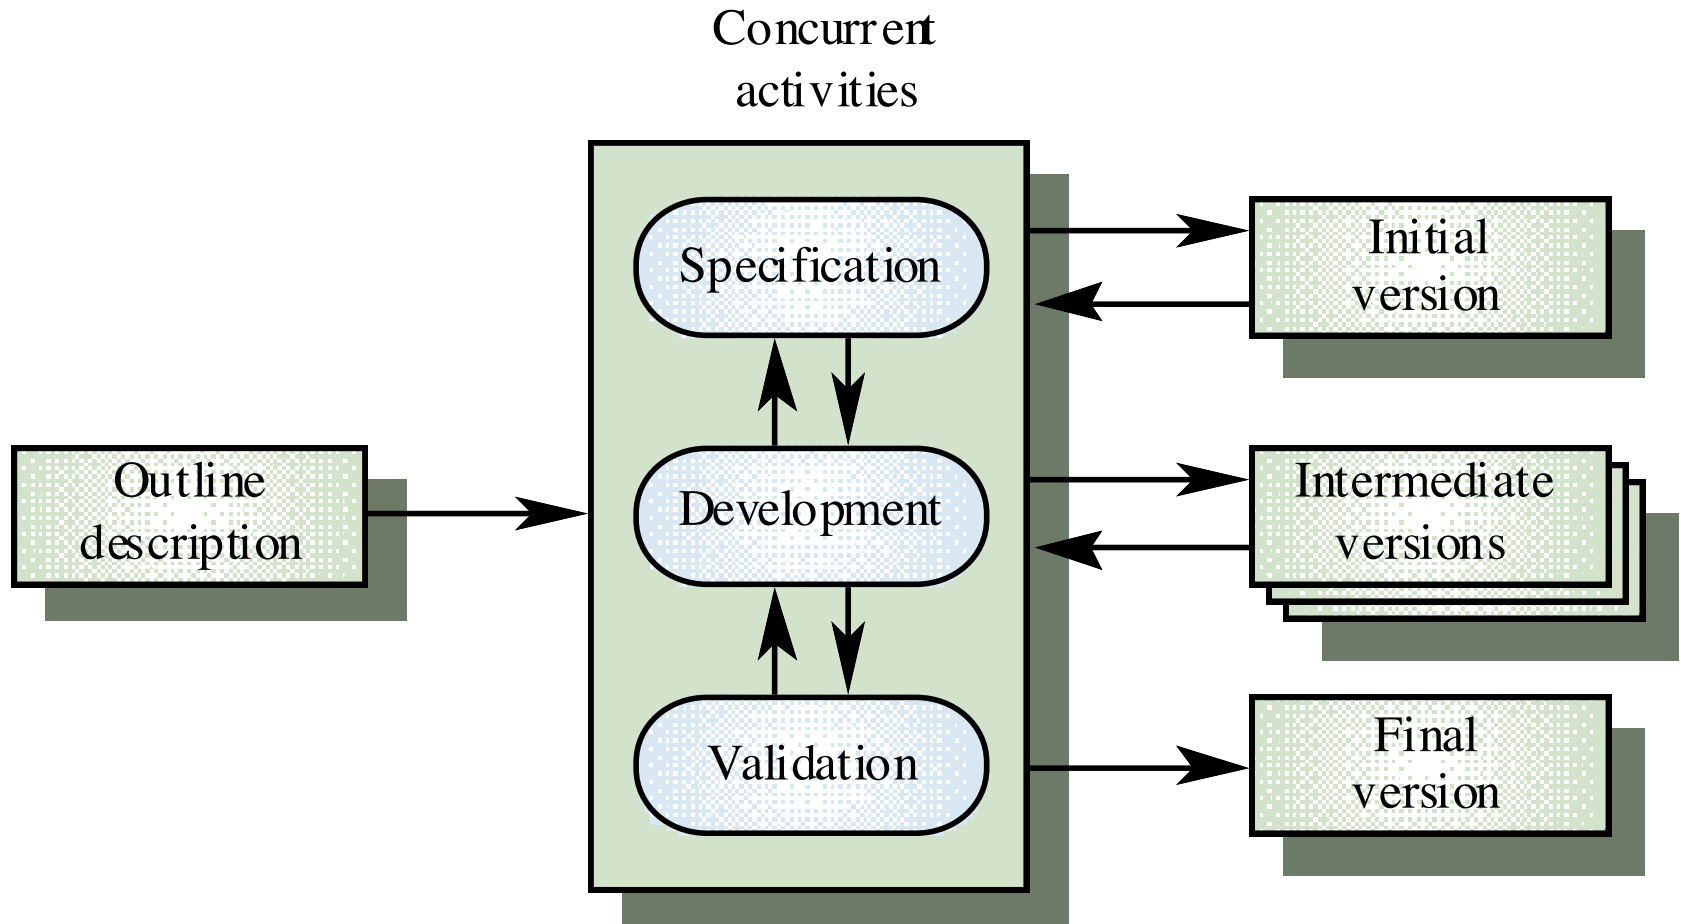 Concurrent
activities
Specification
Initial
version
Outline
description
Development
Intermediate
versions
Validation
Final
version